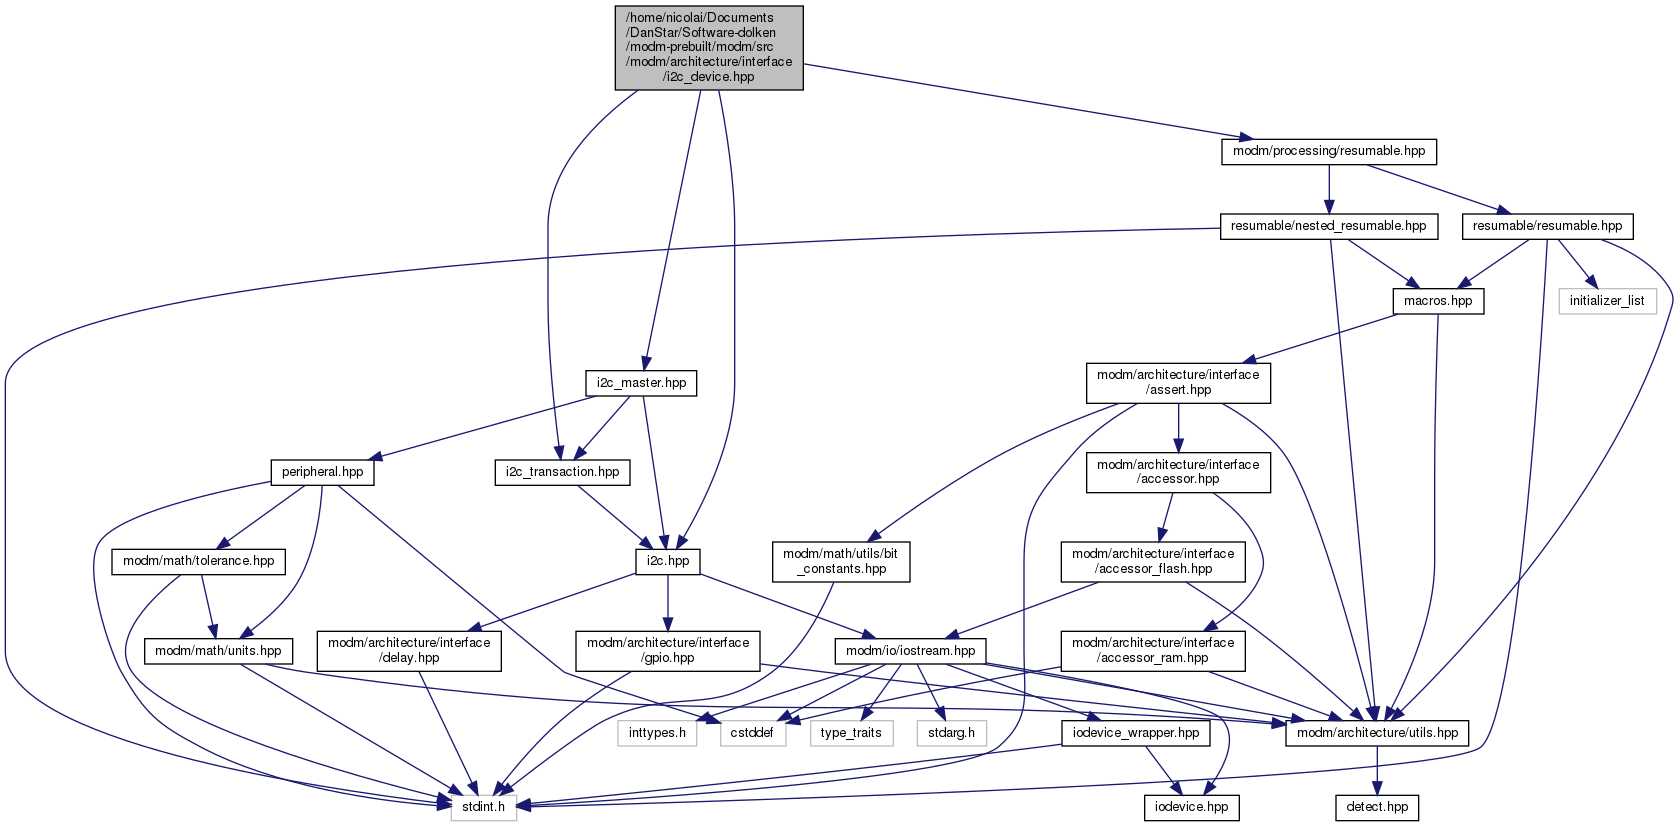 /home/nicolai/Documents
/DanStar/Software-dolken
/modm-prebuilt/modm/src
/modm/architecture/interface
/i2c_device.hpp
modm/processing/resumable.hpp
resumable/nested_resumable.hpp
resumable/resumable.hpp
macros.hpp
initializer_list
modm/architecture/interface
/assert.hpp
i2c_master.hpp
peripheral.hpp
i2c_transaction.hpp
modm/architecture/interface
/accessor.hpp
modm/math/tolerance.hpp
i2c.hpp
modm/math/utils/bit
_constants.hpp
modm/architecture/interface
/accessor_flash.hpp
modm/math/units.hpp
modm/architecture/interface
/delay.hpp
modm/architecture/interface
/gpio.hpp
modm/io/iostream.hpp
modm/architecture/interface
/accessor_ram.hpp
inttypes.h
cstddef
type_traits
stdarg.h
iodevice_wrapper.hpp
modm/architecture/utils.hpp
stdint.h
iodevice.hpp
detect.hpp